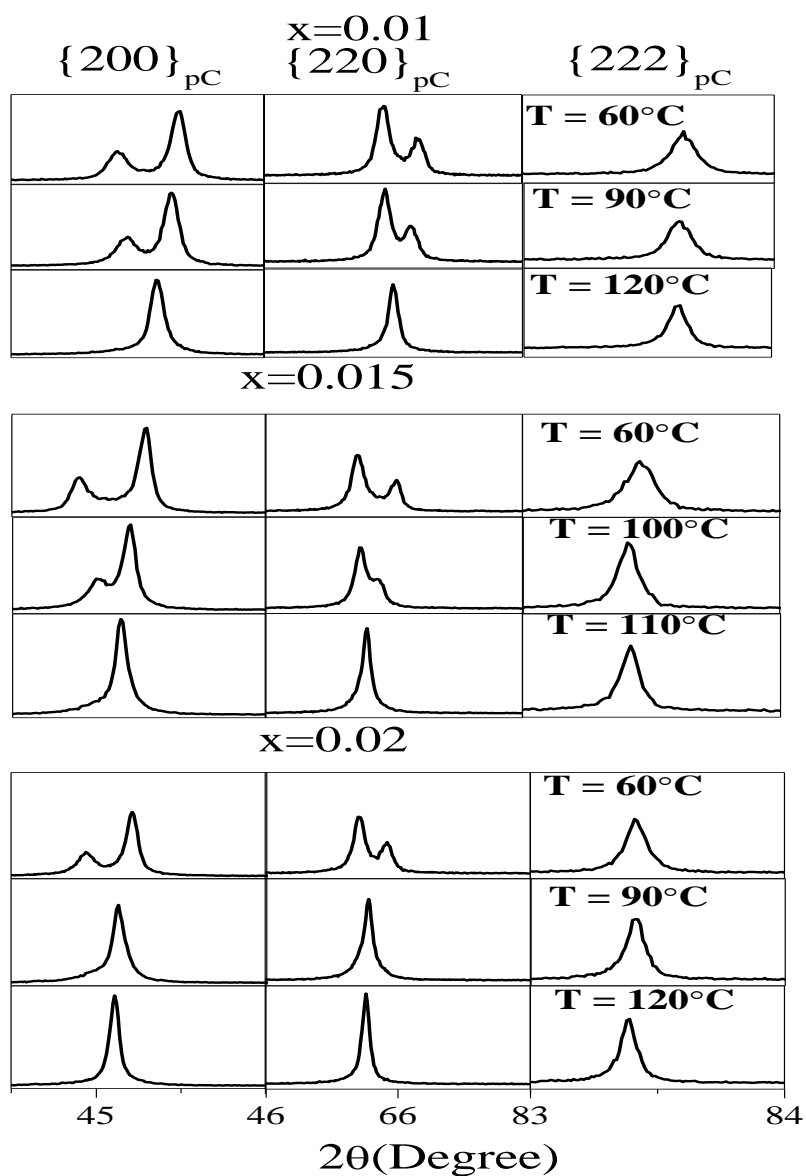 x=0.01
{200}pC {220}pC {222}pC
T = 60°C
T = 90°C
T = 120°C
x=0.015
T = 60°C
T = 100°C
T = 110°C
x=0.02
T = 60°C
T = 90°C
T = 120°C
45 46 66 83 84
2θ(Degree)